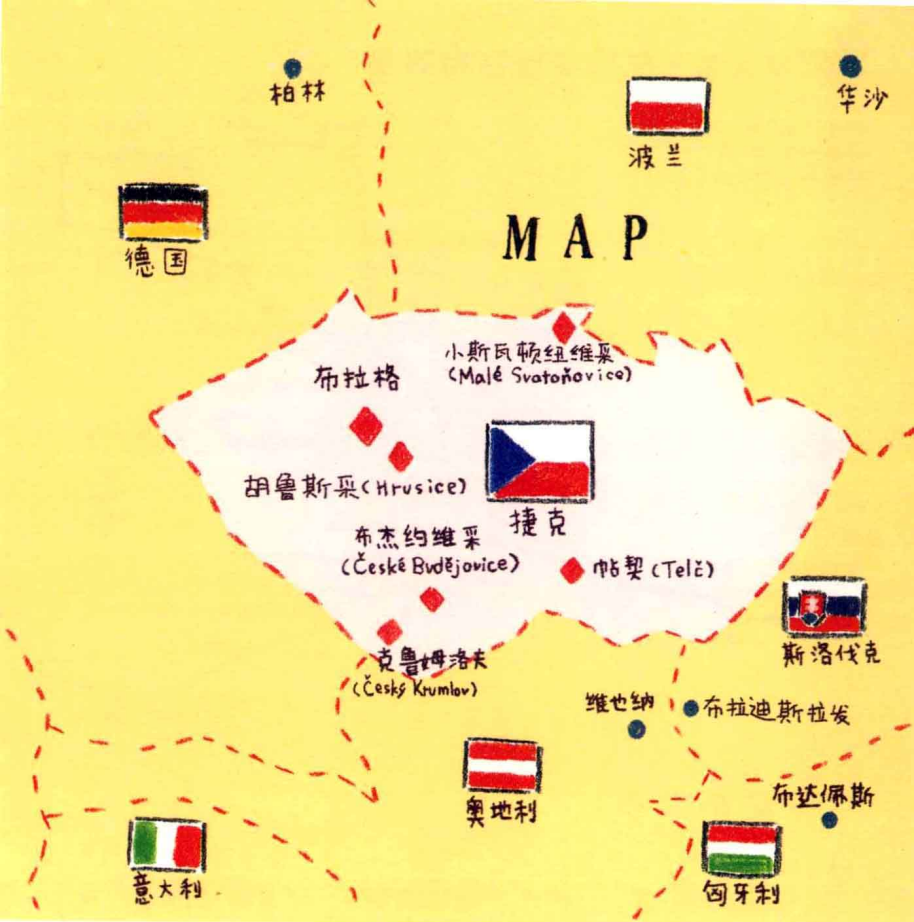 柏林
华沙
波兰
德国
MAP
小斯瓦顿纽维采
(Malé Svatoňovice)
布拉格
胡鲁斯采(Hrusice)
捷克
布杰约维采
(České Budějovice)
帖契(Telč)
克鲁姆洛夫
(Český Krumlov)
斯洛伐克
维也纳
布拉迪斯拉发
奥地利
布达佩斯
意大利
匈牙利